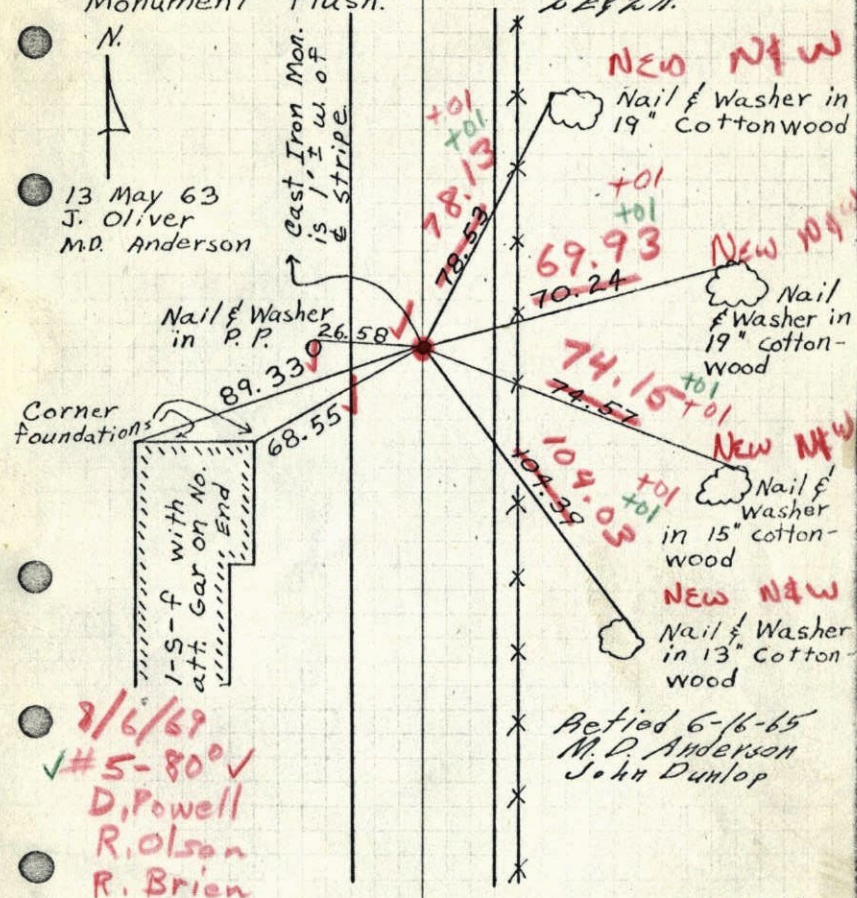 Monument Flush.
N.
13 May 63
J. Oliver
M.D. Anderson
Cast Iron Mon.
is 1'± W. of
℄ Stripe
+01
+01
78.13
78.53
NEW N&W
Nail & Washer in
19" Cottonwood
+01
+01
69.93
70.24
NEW N&W
Nail
& Washer in
19" cotton-
wood
Nail & Washer
in P.P.
26.58 ✓
✓
89.33
68.55 ✓
Corner
foundations
1-S-f with
att. Gar on No.
End
74.15 +01
74.57 +01
NEW N&W
Nail &
Washer
in 15" cotton-
wood
104.03
104.39
+01
+01
NEW N&W
Nail & Washer
in 13" Cotton-
wood
Retied 6-16-65
M.D. Anderson
John Dunlop
8/6/69
✓ #5-80° ✓
D. Powell
R. Olson
R. Brien